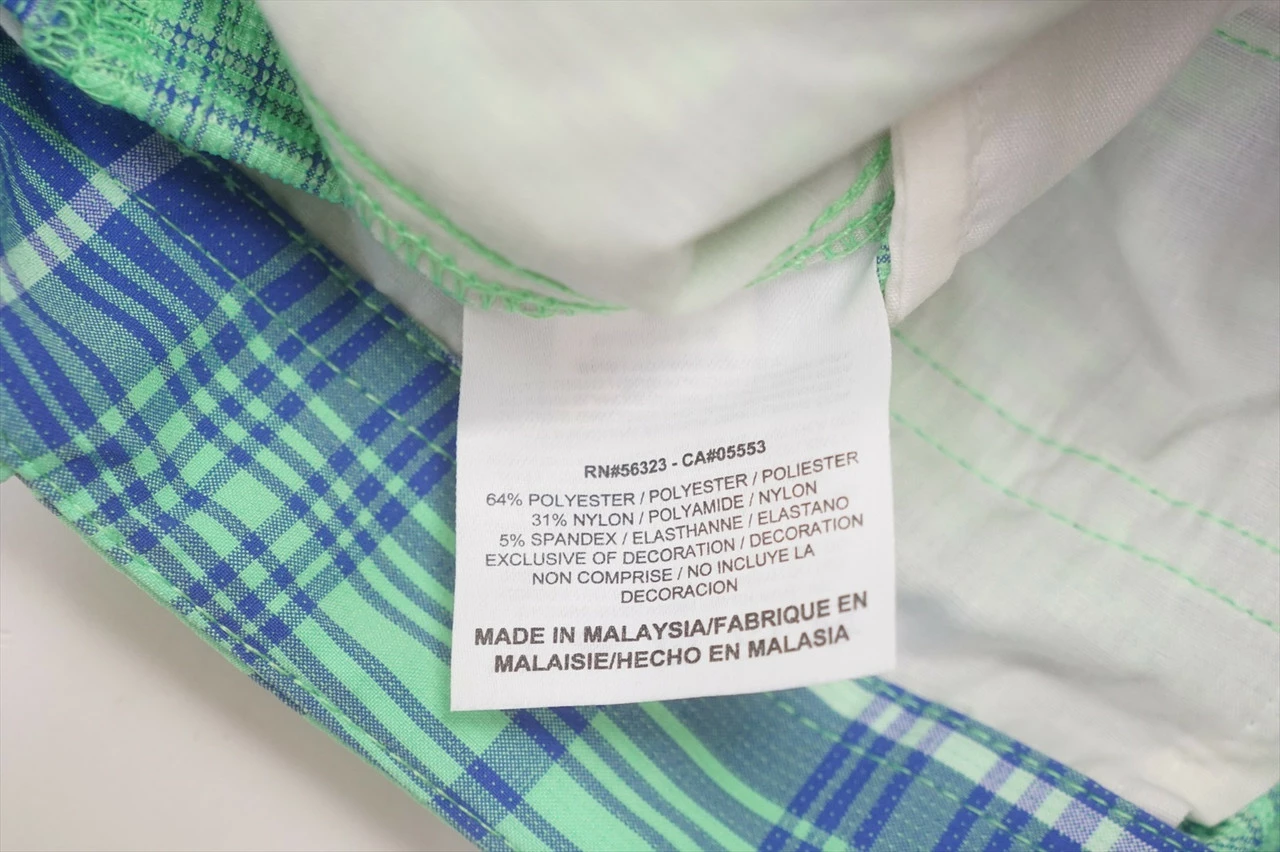 RN#56323 - CA#05553
64% POLYESTER / POLYESTER / POLIESTER
31% NYLON / POLYAMIDE / NYLON
5% SPANDEX / ELASTHANNE / ELASTANO
EXCLUSIVE OF DECORATION / DECORATION
NON COMPRISE / NO INCLUYE LA
DECORACION
MADE IN MALAYSIA/FABRIQUE EN
MALAISIE/HECHO EN MALASIA